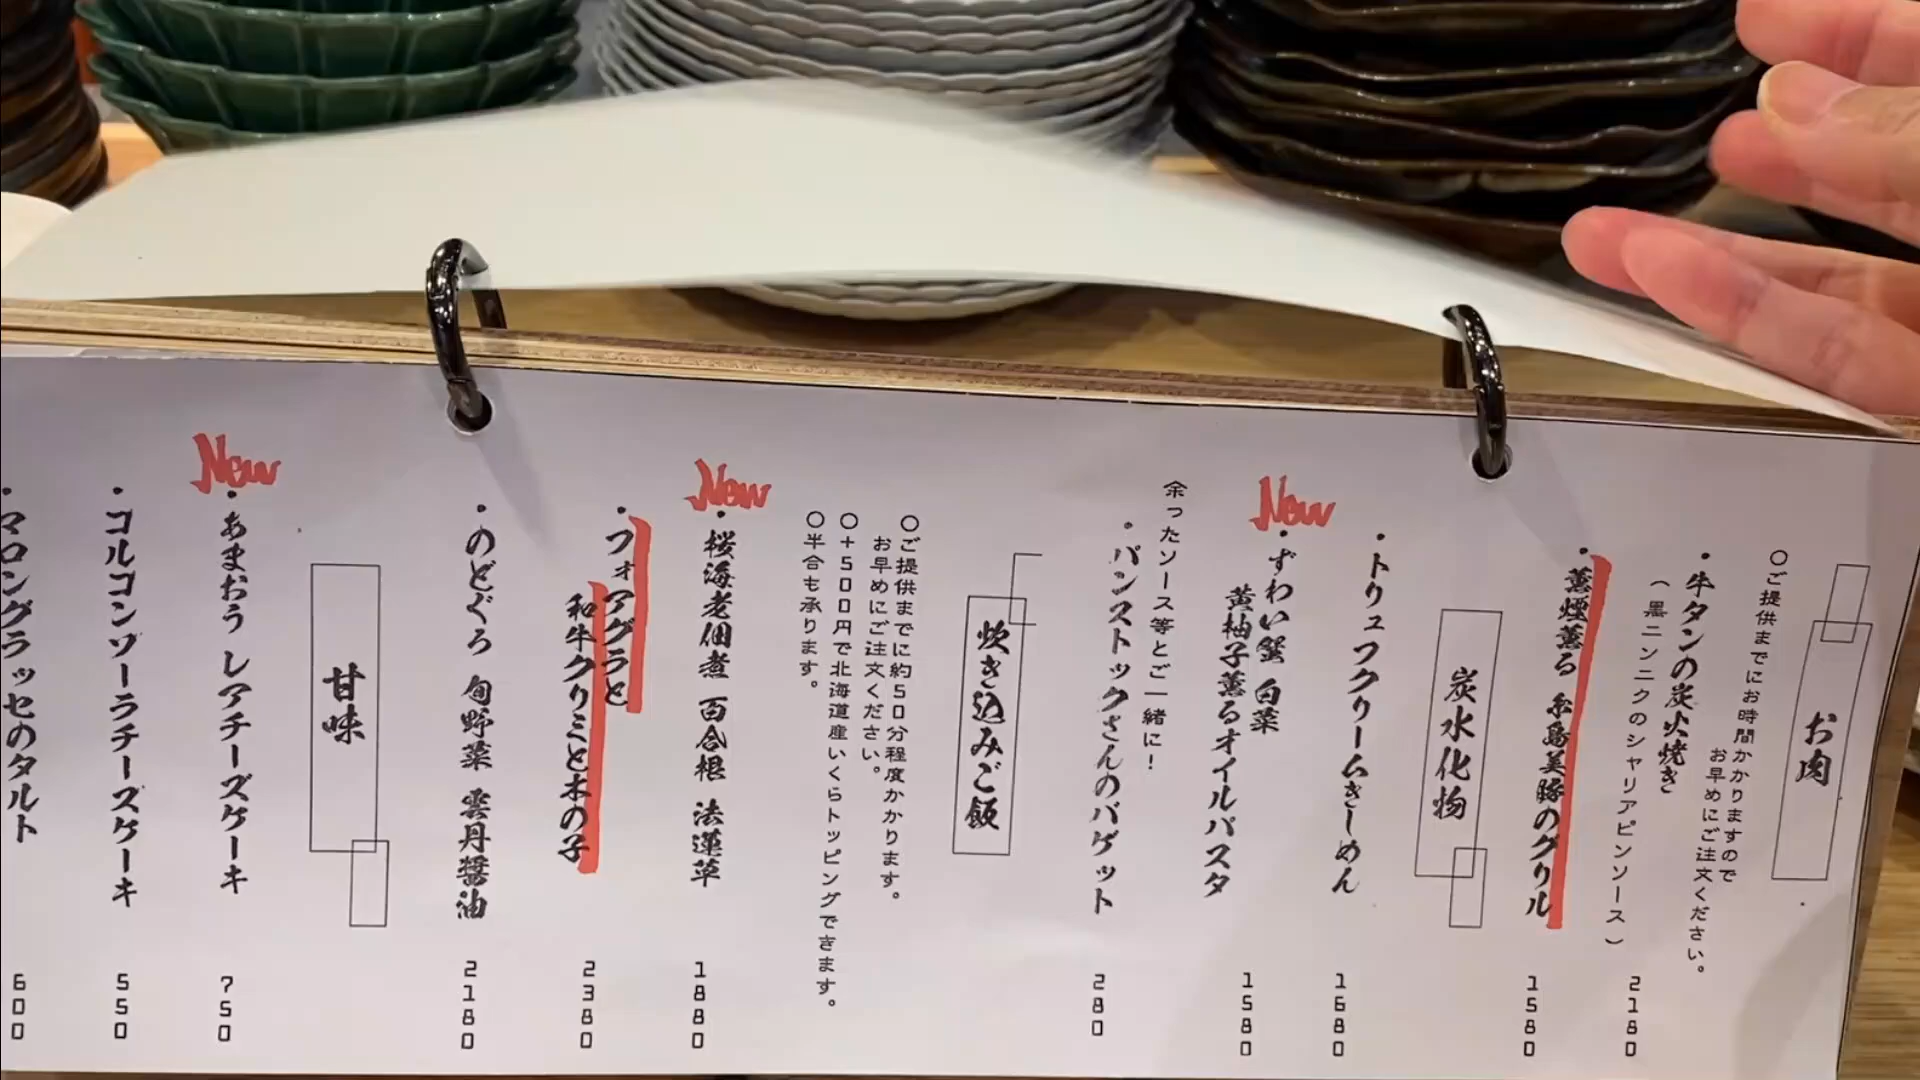 お肉
○ご提供までにお時間かかりますので
お早めにご注文ください。
・牛タンの炭火焼き
(黒ニンニクのシャリアピンソース)
2180
・薫煙薫る 糸島美豚のグリル
1580
炭水化物
・トリュフクリームきしめん
1680
New
・ずわい蟹 白菜
黄柚子薫るオイルパスタ
1580
余ったソース等とご一緒に！
・パンストックさんのバゲット
280
炊き込みご飯
○ご提供までに約50分程度かかります。
お早めにご注文ください。
○+500円で北海道産いくらトッピングできます。
○半合も承ります。
New
・桜海老佃煮 百合根 法蓮草
1880
・フォアグラと
和牛クリミと木の子
2380
・のどぐろ 旬野菜 雲丹醤油
2180
甘味
New
・あまおう レアチーズケーキ
750
・ゴルゴンゾーラチーズケーキ
550
・マロングラッセのタルト
600